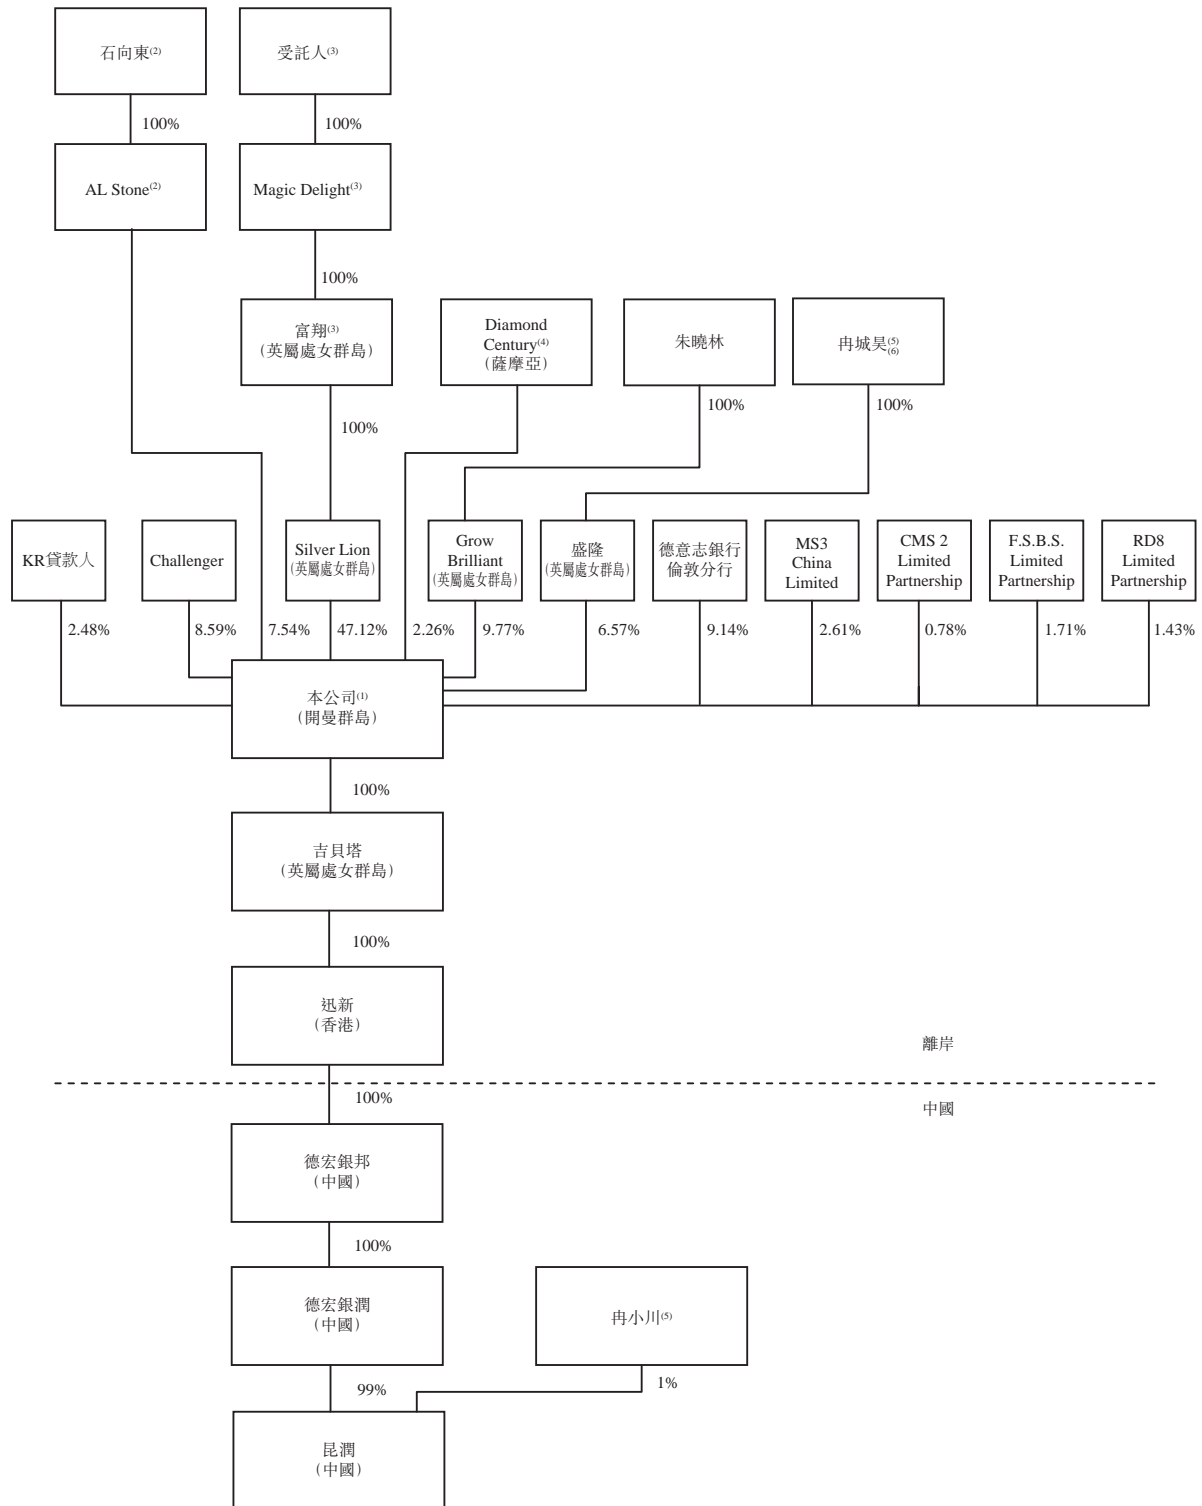 石向東(2)
受託人(3)
100%
100%
AL Stone(2)
Magic Delight(3)
100%
富翔(3)
(英屬處女群島)
Diamond
Century(4)
(薩摩亞)
朱曉林
冉城昊(5)
(6)
100%
100%
100%
KR貸款人
Challenger
Silver Lion
(英屬處女群島)
Grow
Brilliant
(英屬處女群島)
盛隆
(英屬處女群島)
德意志銀行
倫敦分行
MS3
China
Limited
CMS 2
Limited
Partnership
F.S.B.S.
Limited
Partnership
RD8
Limited
Partnership
2.48%
8.59%
7.54%
47.12%
2.26%
9.77%
6.57%
9.14%
2.61%
0.78%
1.71%
1.43%
本公司(1)
(開曼群島)
100%
吉貝塔
(英屬處女群島)
100%
迅新
(香港)
離岸
100%
中國
德宏銀邦
(中國)
100%
德宏銀潤
(中國)
冉小川(5)
99%
1%
昆潤
(中國)